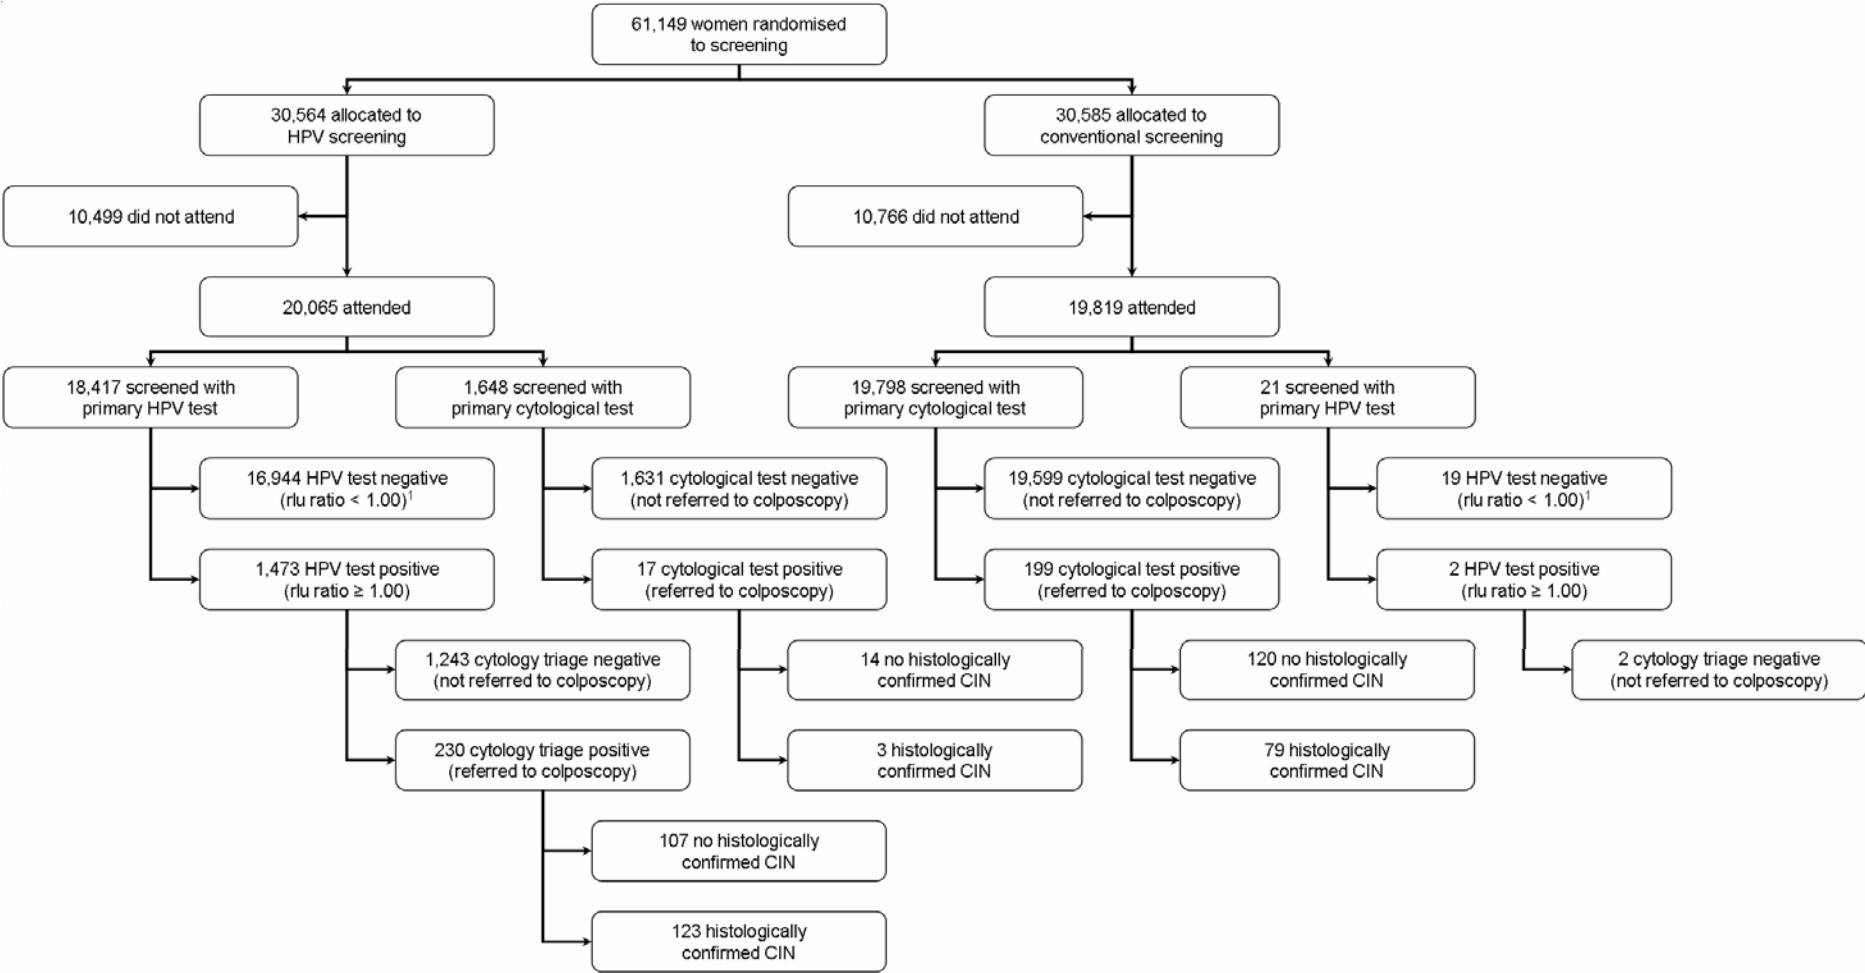 61,149 women randomised
to screening
30,564 allocated to
HPV screening
30,585 allocated to
conventional screening
10,499 did not attend
10,766 did not attend
20,065 attended
19,819 attended
18,417 screened with
primary HPV test
1,648 screened with
primary cytological test
19,798 screened with
primary cytological test
21 screened with
primary HPV test
16,944 HPV test negative
(rlu ratio < 1.00)¹
1,631 cytological test negative
(not referred to colposcopy)
19,599 cytological test negative
(not referred to colposcopy)
19 HPV test negative
(rlu ratio < 1.00)¹
1,473 HPV test positive
(rlu ratio ≥ 1.00)
17 cytological test positive
(referred to colposcopy)
199 cytological test positive
(referred to colposcopy)
2 HPV test positive
(rlu ratio ≥ 1.00)
1,243 cytology triage negative
(not referred to colposcopy)
14 no histologically
confirmed CIN
120 no histologically
confirmed CIN
2 cytology triage negative
(not referred to colposcopy)
230 cytology triage positive
(referred to colposcopy)
3 histologically
confirmed CIN
79 histologically
confirmed CIN
107 no histologically
confirmed CIN
123 histologically
confirmed CIN